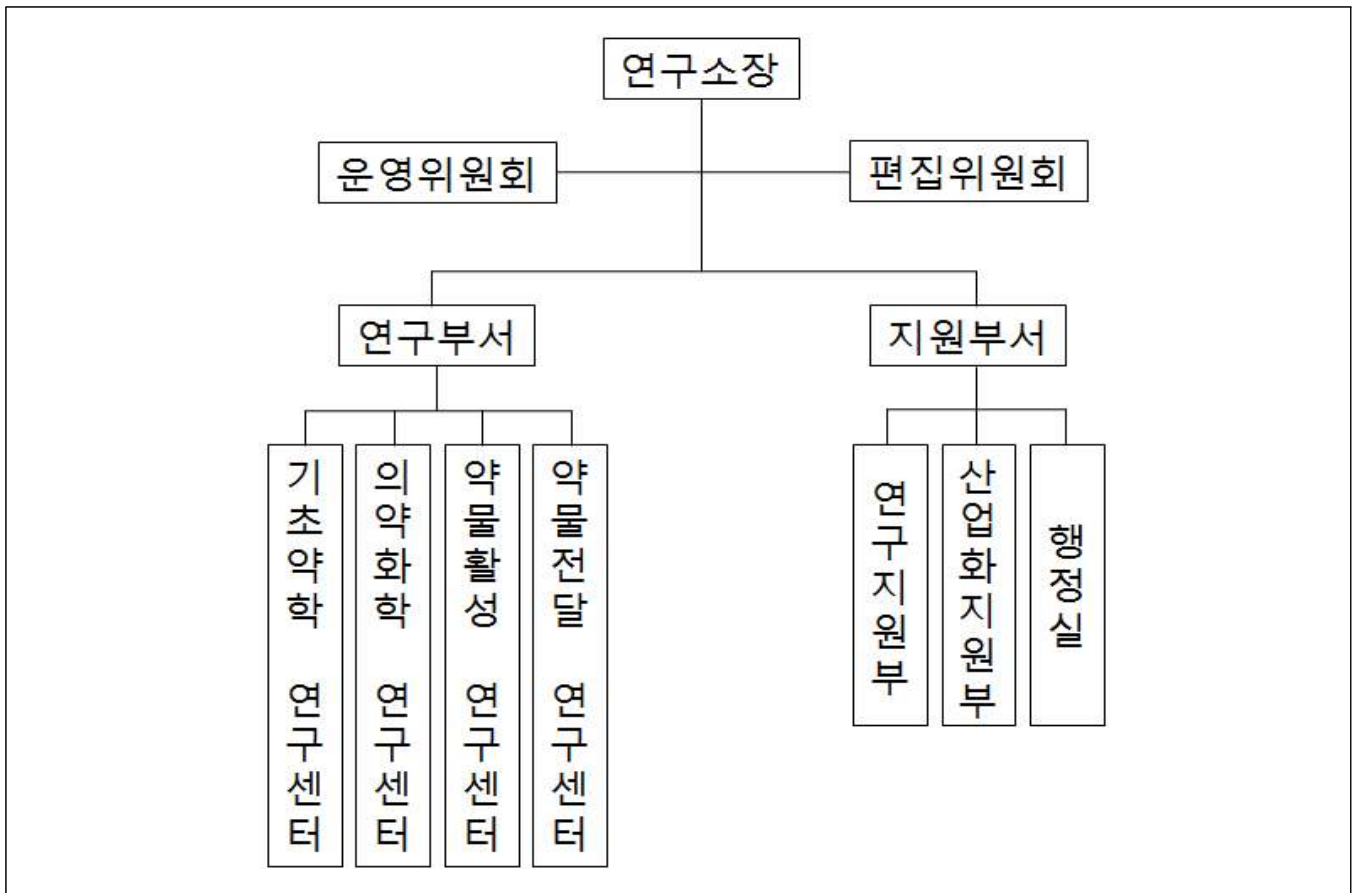 연구소장
운영위원회
편집위원회
연구부서
지원부서
기초약학 연구센터
의약화학 연구센터
약물활성 연구센터
약물전달 연구센터
연구지원부
산업화지원부
행정실